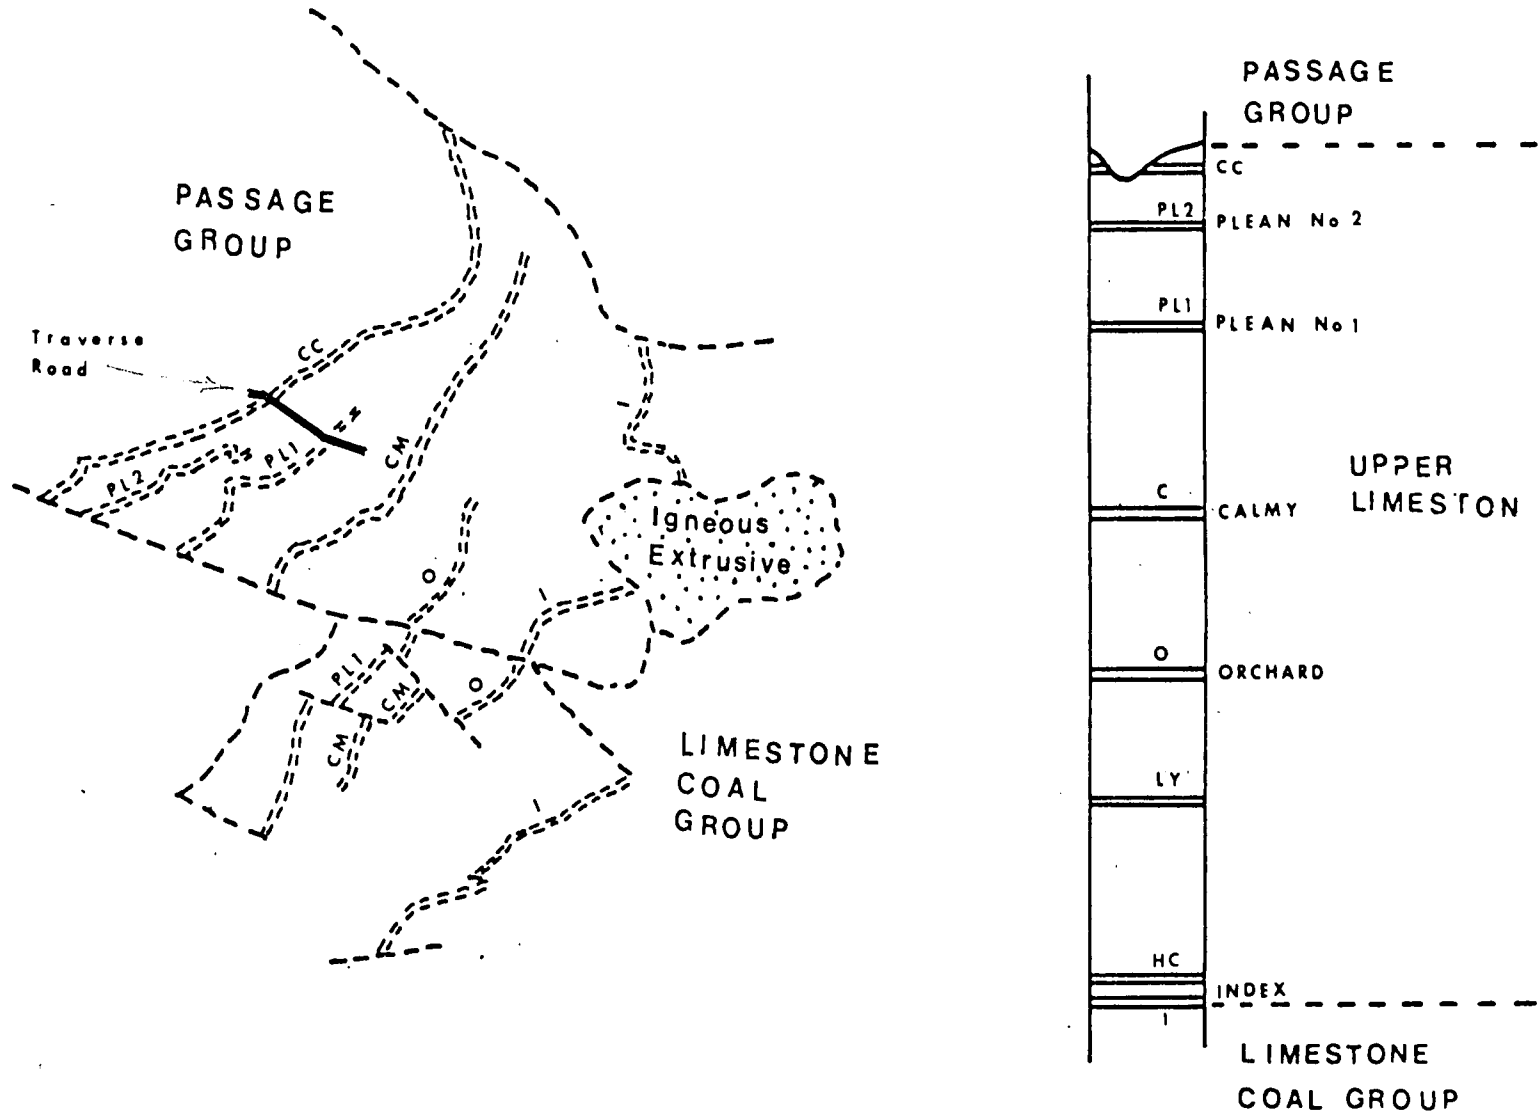 PASSAGE
GROUP
Traverse
Road
CC
PL2
PL1
CM
O
I
I
Igneous
Extrusive
PL1
CM
CM
O
I
LIMESTONE
COAL
GROUP
PASSAGE
GROUP
CC
PL2
PLEAN No 2
PL1
PLEAN No 1
C
CALMY
UPPER
LIMESTON
O
ORCHARD
LY
HC
INDEX
I
LIMESTONE
COAL GROUP